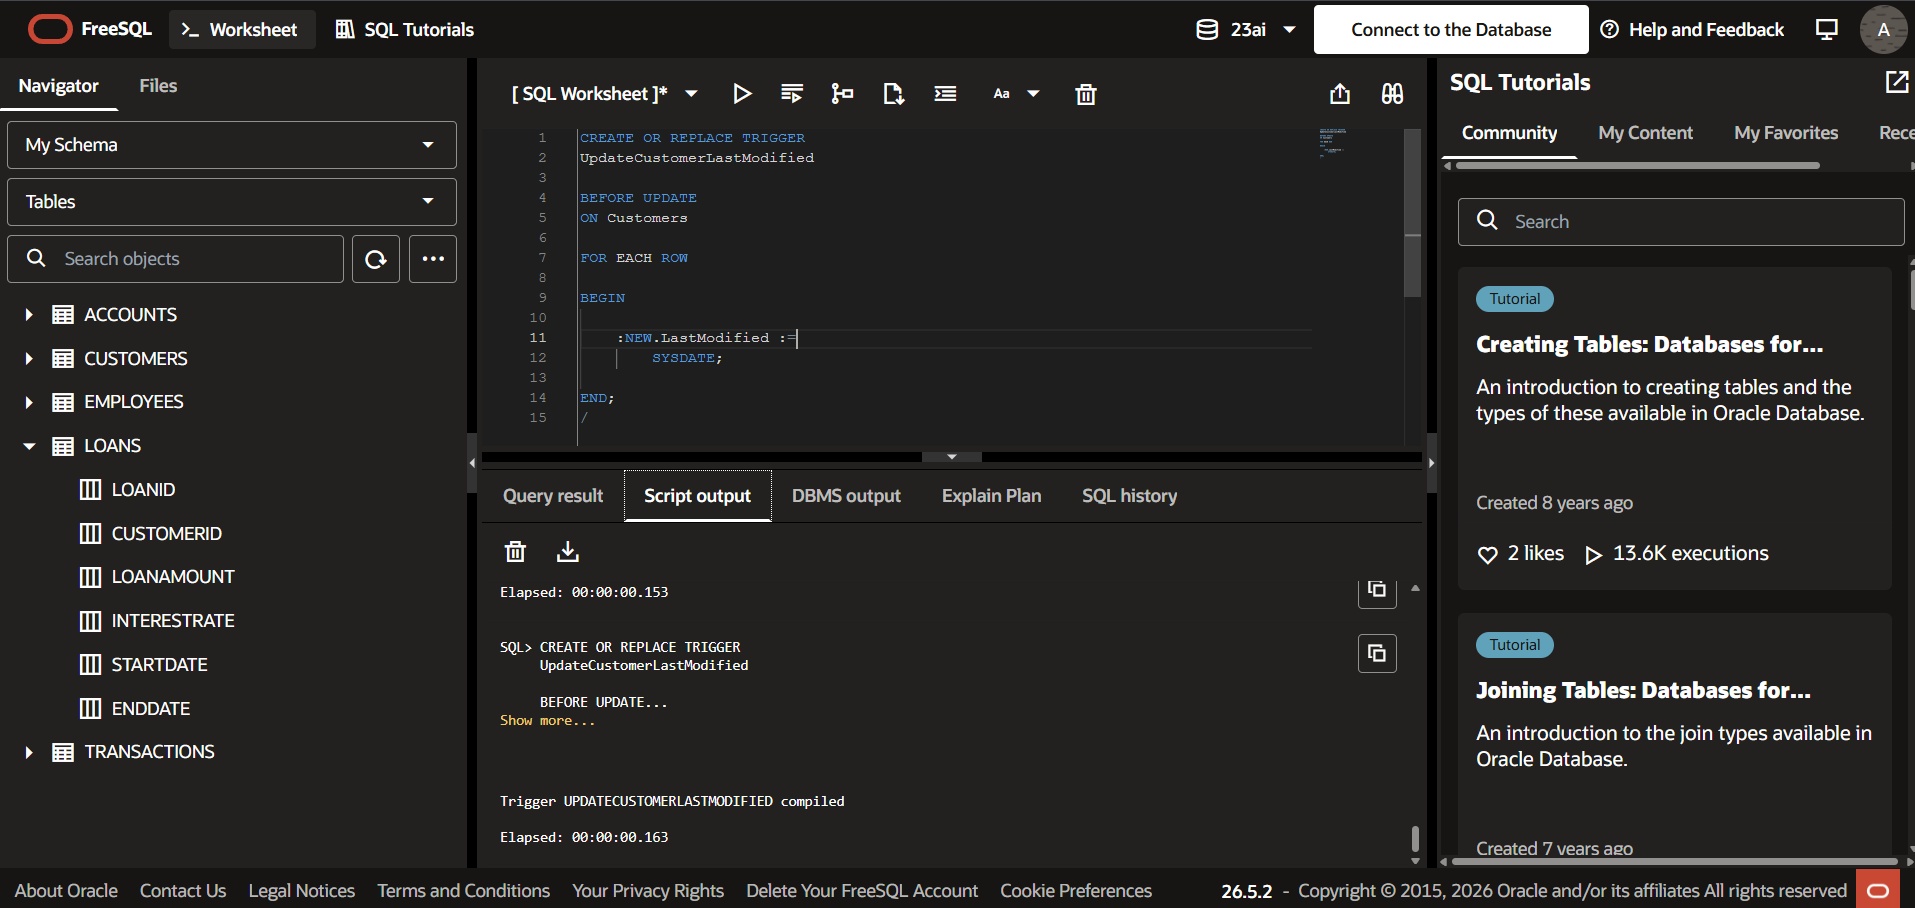 FreeSQL
Worksheet
SQL Tutorials
23ai
Connect to the Database
Help and Feedback
A
Navigator
Files
My Schema
Tables
Search objects
ACCOUNTS
CUSTOMERS
EMPLOYEES
LOANS
LOANID
CUSTOMERID
LOANAMOUNT
INTERESTRATE
STARTDATE
ENDDATE
TRANSACTIONS
[ SQL Worksheet ]*
Aa
1 CREATE OR REPLACE TRIGGER
2 UpdateCustomerLastModified
3
4 BEFORE UPDATE
5 ON Customers
6
7 FOR EACH ROW
8
9 BEGIN
10
11 :NEW.LastModified :=
12 SYSDATE;
13
14 END;
15 /
Query result
Script output
DBMS output
Explain Plan
SQL history
Elapsed: 00:00:00.153
SQL> CREATE OR REPLACE TRIGGER
UpdateCustomerLastModified
BEFORE UPDATE...
Show more...
Trigger UPDATECUSTOMERLASTMODIFIED compiled
Elapsed: 00:00:00.163
SQL Tutorials
Community
My Content
My Favorites
Rece
Search
Tutorial
Creating Tables: Databases for...
An introduction to creating tables and the
types of these available in Oracle Database.
Created 8 years ago
2 likes
13.6K executions
Tutorial
Joining Tables: Databases for...
An introduction to the join types available in
Oracle Database.
Created 7 years ago
About Oracle
Contact Us
Legal Notices
Terms and Conditions
Your Privacy Rights
Delete Your FreeSQL Account
Cookie Preferences
26.5.2 - Copyright © 2015, 2026 Oracle and/or its affiliates All rights reserved